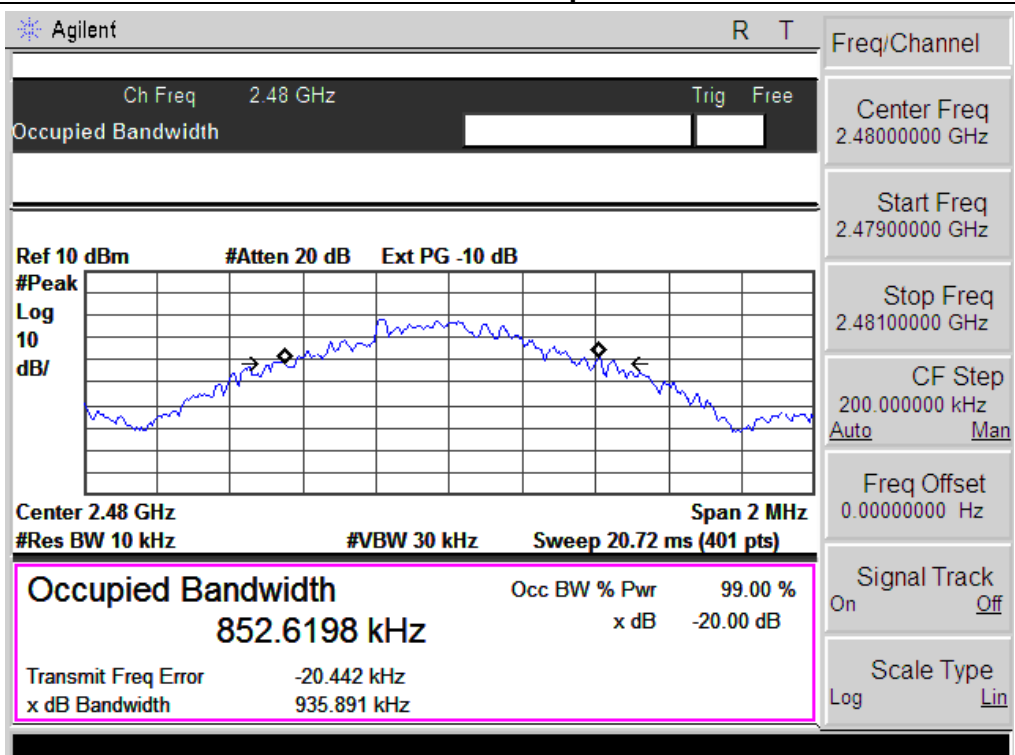 Agilent R T
Ch Freq 2.48 GHz Trig Free
Occupied Bandwidth
Ref 10 dBm #Atten 20 dB Ext PG -10 dB
#Peak
Log
10
dB/
Center 2.48 GHz Span 2 MHz
#Res BW 10 kHz #VBW 30 kHz Sweep 20.72 ms (401 pts)
Occupied Bandwidth Occ BW % Pwr 99.00 %
852.6198 kHz x dB -20.00 dB
Transmit Freq Error -20.442 kHz
x dB Bandwidth 935.891 kHz
Freq/Channel
Center Freq
2.48000000 GHz
Start Freq
2.47900000 GHz
Stop Freq
2.48100000 GHz
CF Step
200.000000 kHz
Auto Man
Freq Offset
0.00000000 Hz
Signal Track
On Off
Scale Type
Log Lin